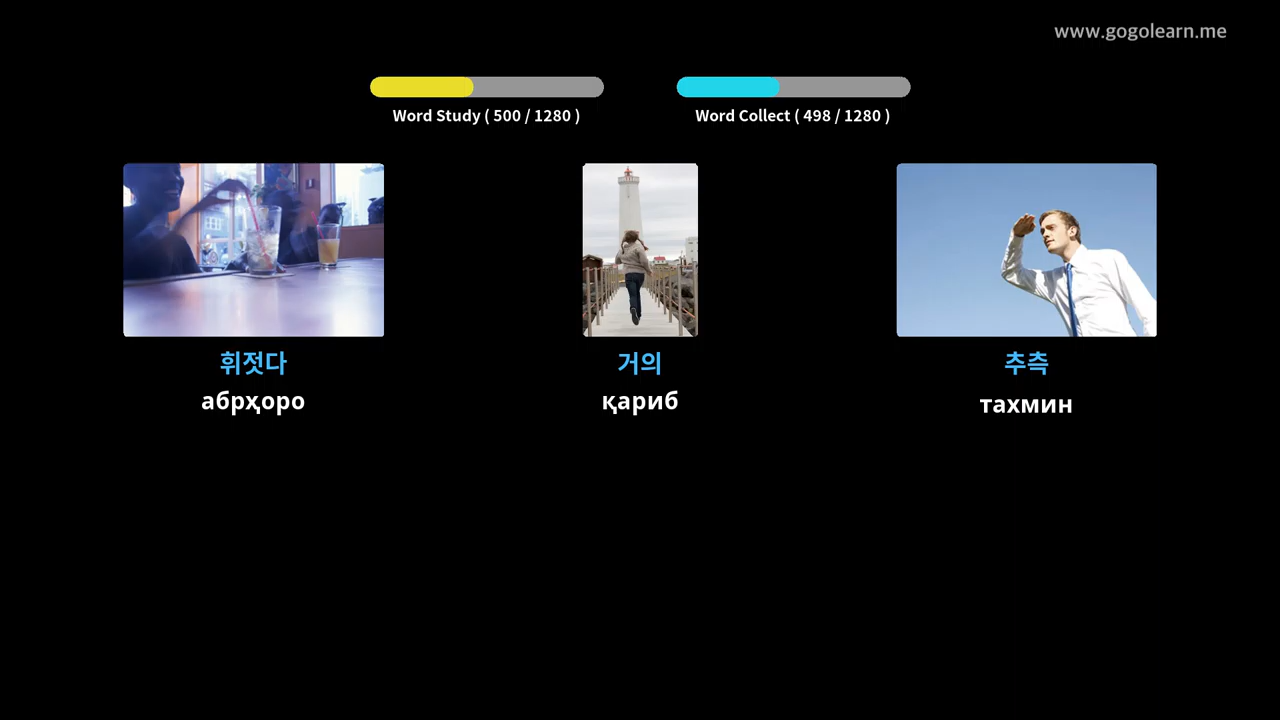 www.gogolearn.me
Word Study ( 500 / 1280 )
Word Collect ( 498 / 1280 )
휘젓다
거의
추측
абрҳоро
қариб
тахмин